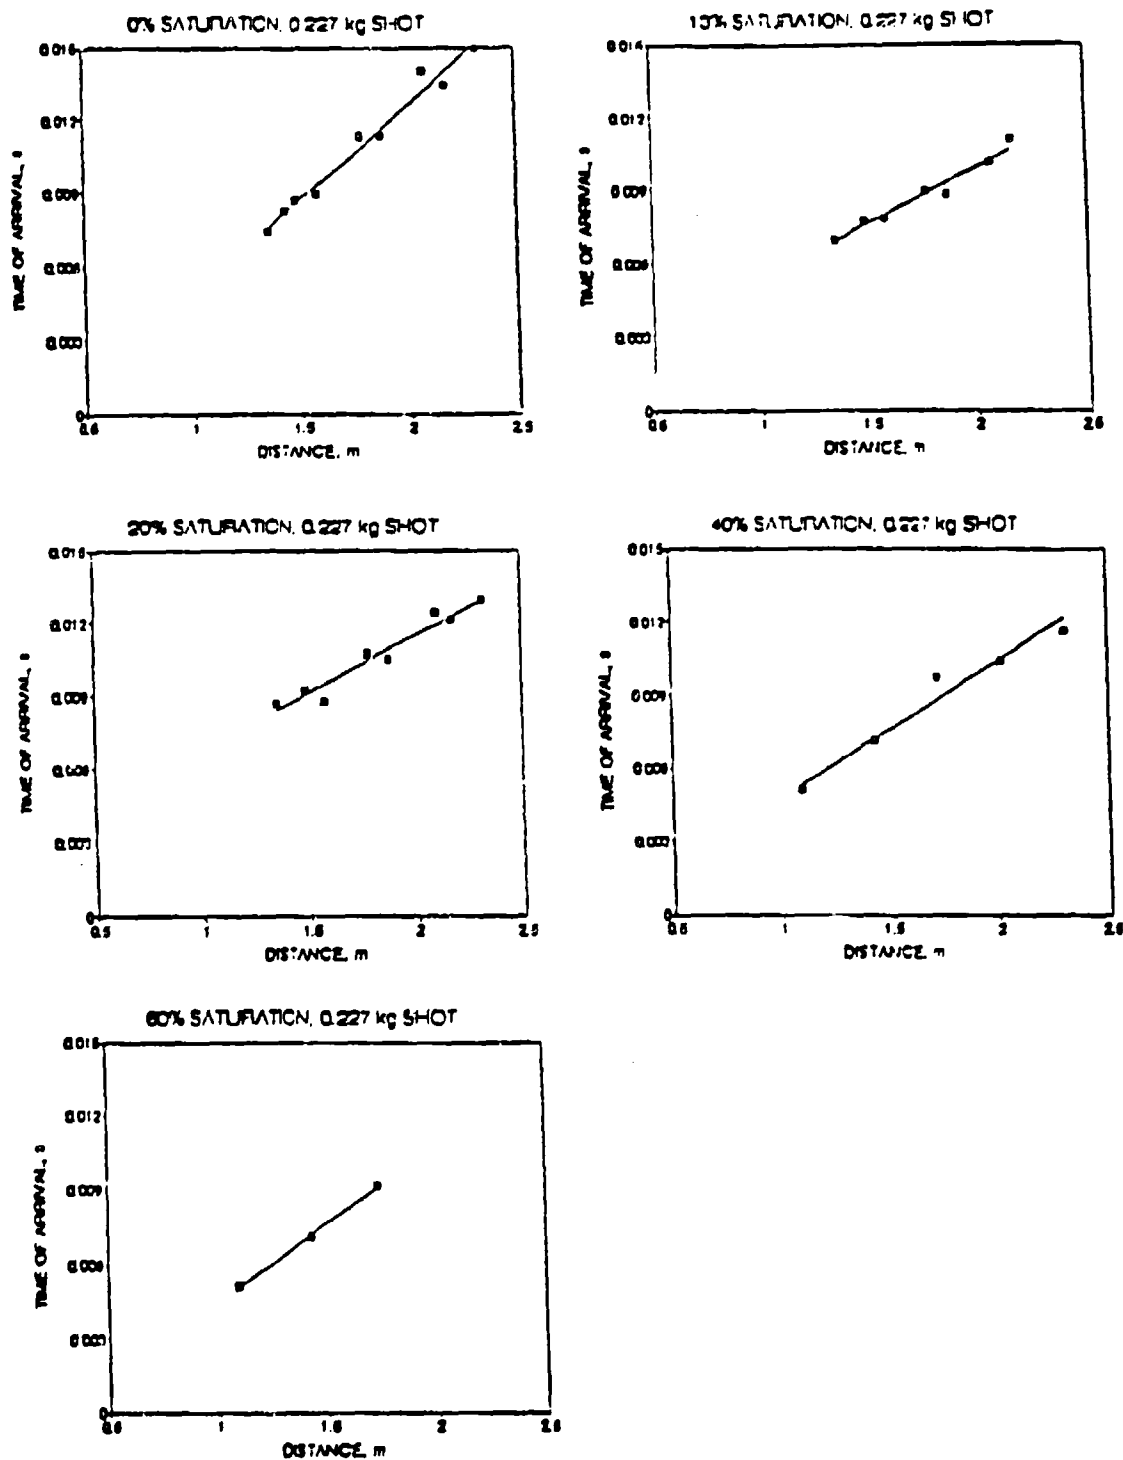 0% SATURATION, 0.227 kg SHOT
0.015
0.012
0.009
0.006
0.003
0
0.5 1 1.5 2 2.5
TIME OF ARRIVAL, s
DISTANCE, m
10% SATURATION, 0.227 kg SHOT
0.012
0.009
0.006
0.003
0
0.5 1 1.5 2 2.5
TIME OF ARRIVAL, s
DISTANCE, m
20% SATURATION, 0.227 kg SHOT
0.015
0.012
0.009
0.006
0.003
0
0.5 1 1.5 2 2.5
TIME OF ARRIVAL, s
DISTANCE, m
40% SATURATION, 0.227 kg SHOT
0.015
0.012
0.009
0.006
0.003
0
0.5 1 1.5 2 2.5
TIME OF ARRIVAL, s
DISTANCE, m
60% SATURATION, 0.227 kg SHOT
0.015
0.012
0.009
0.006
0.003
0
0.5 1 1.5 2 2.5
TIME OF ARRIVAL, s
DISTANCE, m